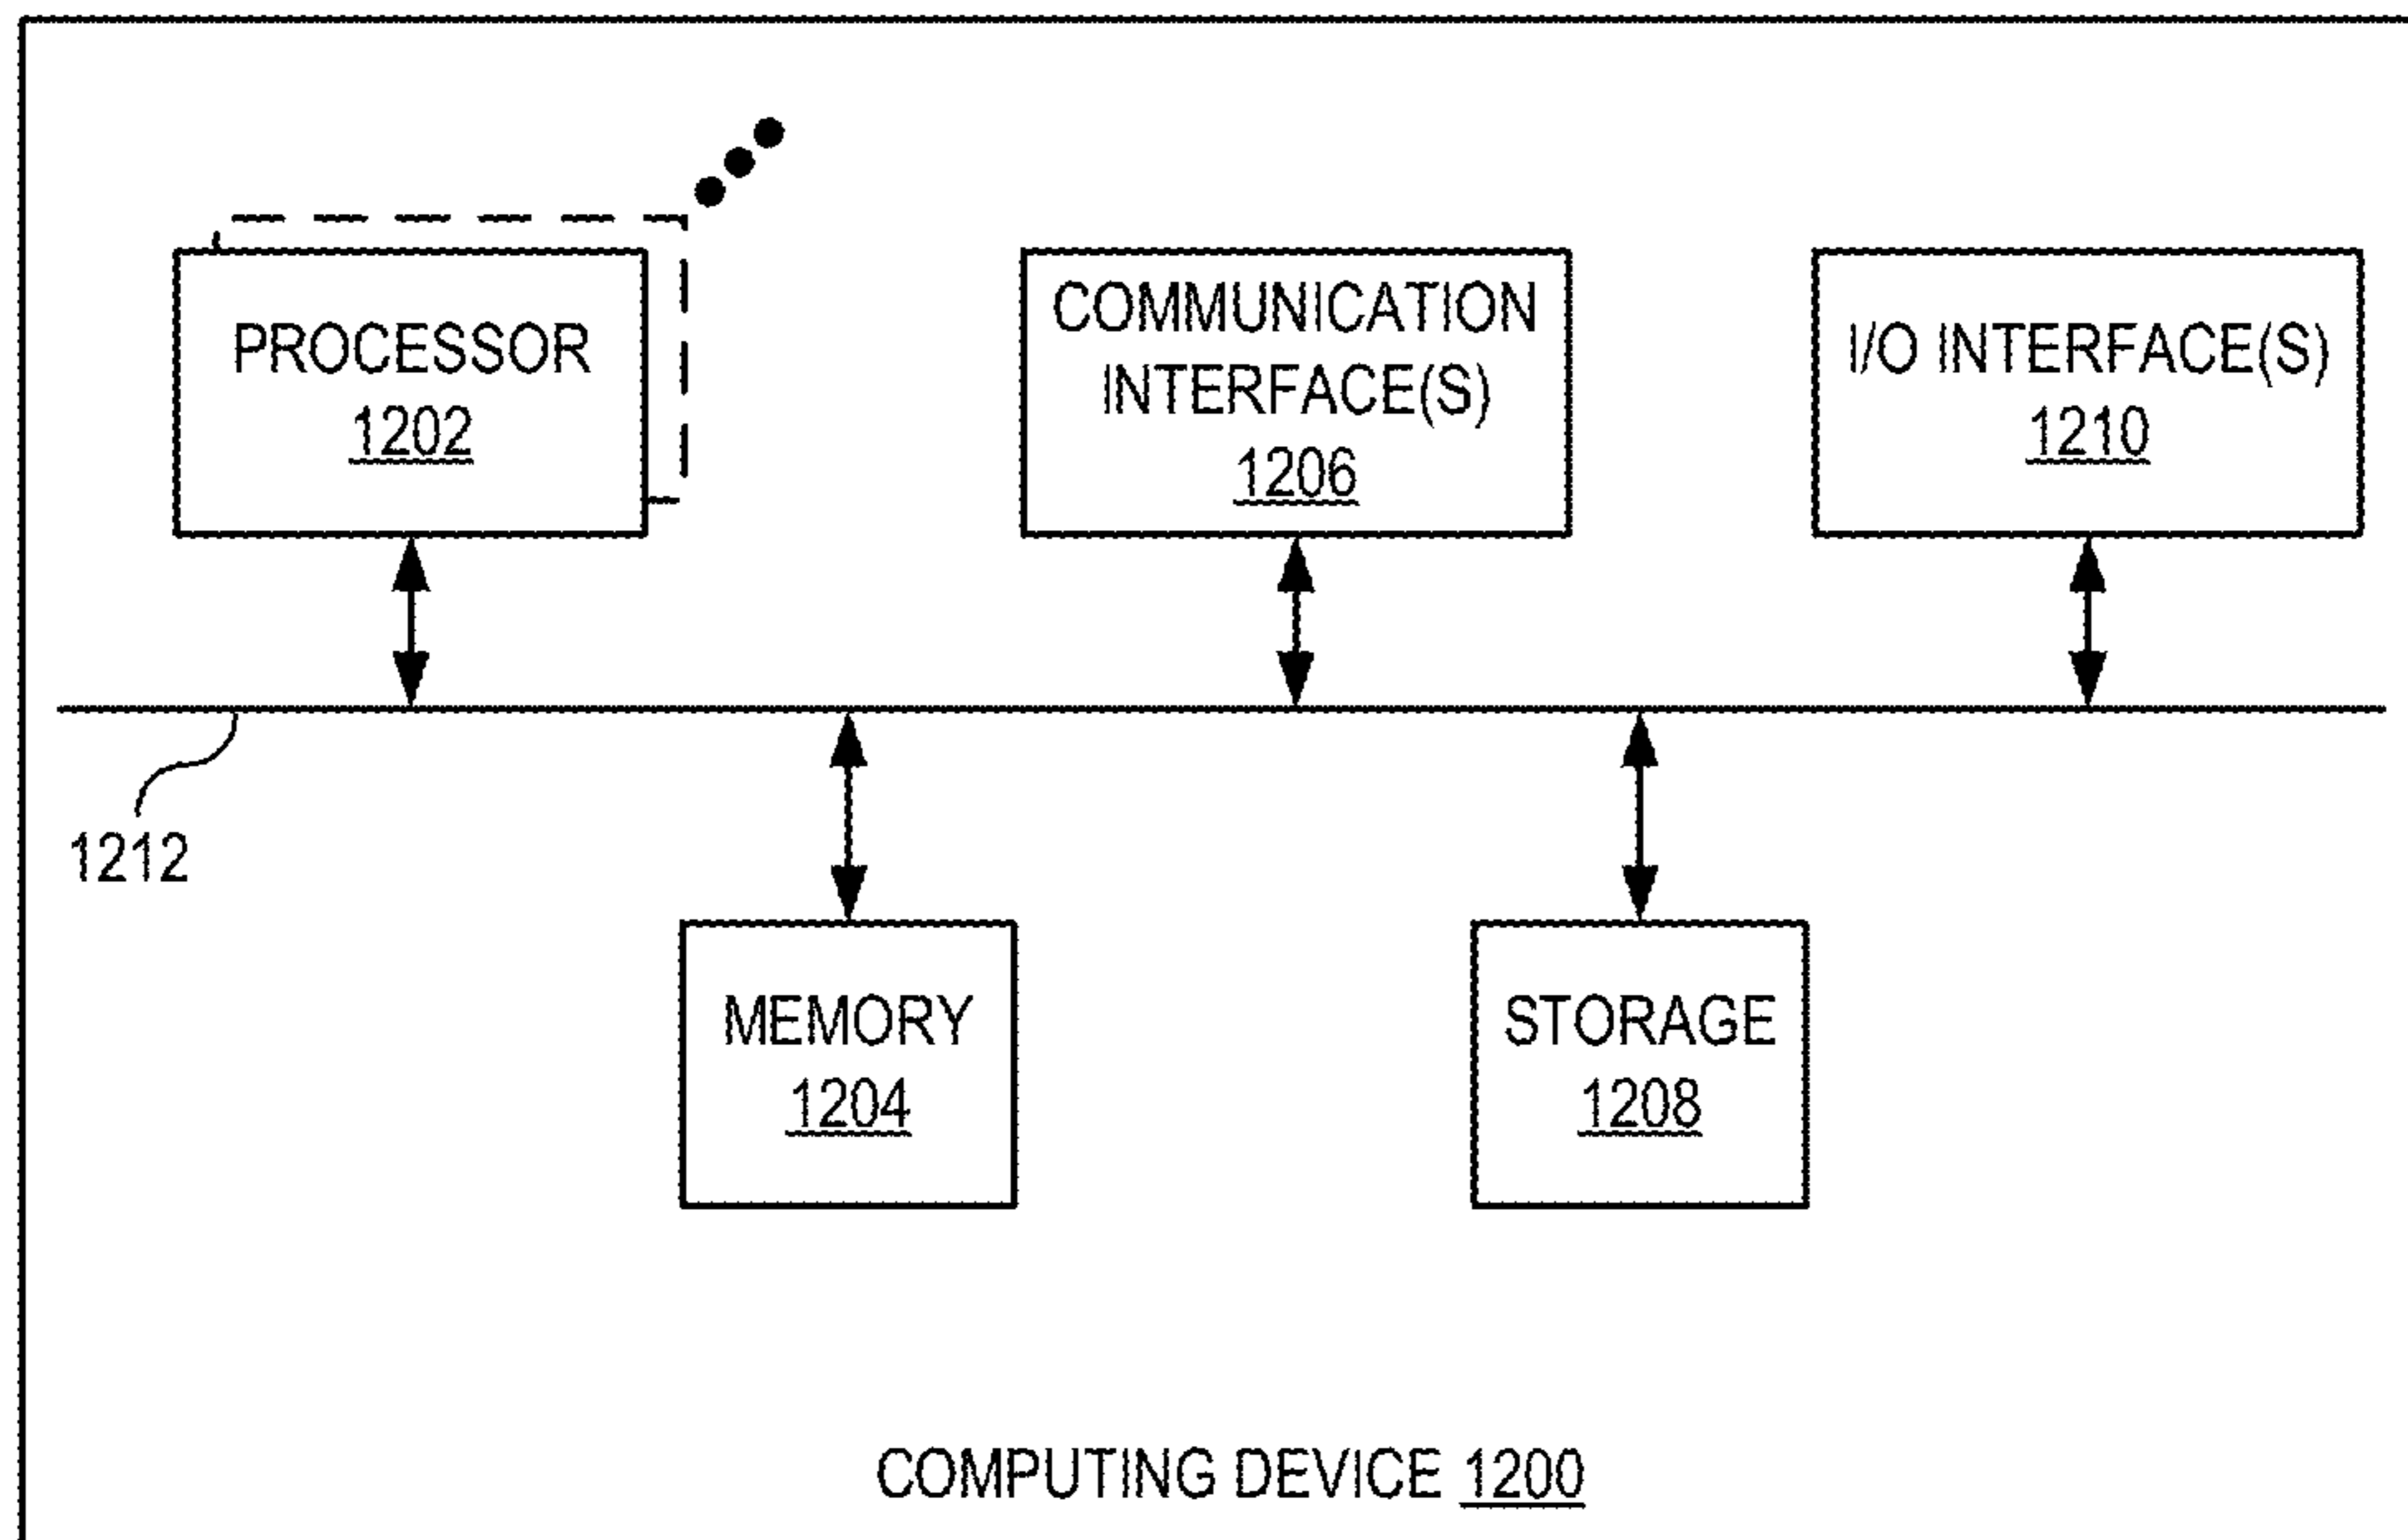 PROCESSOR
1202
COMMUNICATION
INTERFACE(S)
1206
I/O INTERFACE(S)
1210
1212
MEMORY
1204
STORAGE
1208
COMPUTING DEVICE 1200